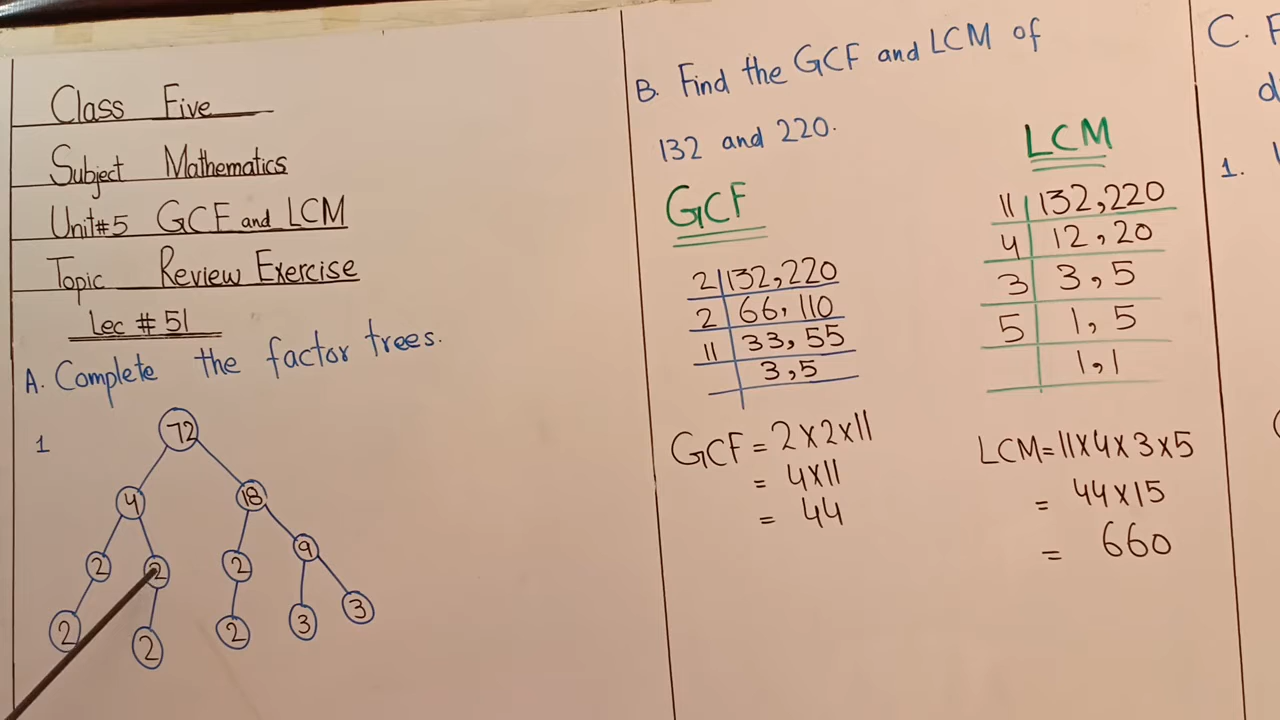 Class Five
Subject Mathematics
Unit#5 GCF and LCM
Topic Review Exercise
Lec # 51
A. Complete the factor trees.
1
72
4 18
2 2 2 9
2 2 2 3 3
B. Find the GCF and LCM of
132 and 220.
GCF
2 132,220
2 66,110
11 33,55
3,5
GCF = 2×2×11
= 4×11
= 44
LCM
11 132,220
4 12,20
3 3,5
5 1,5
1,1
LCM=11×4×3×5
= 44×15
= 660
C.
1.